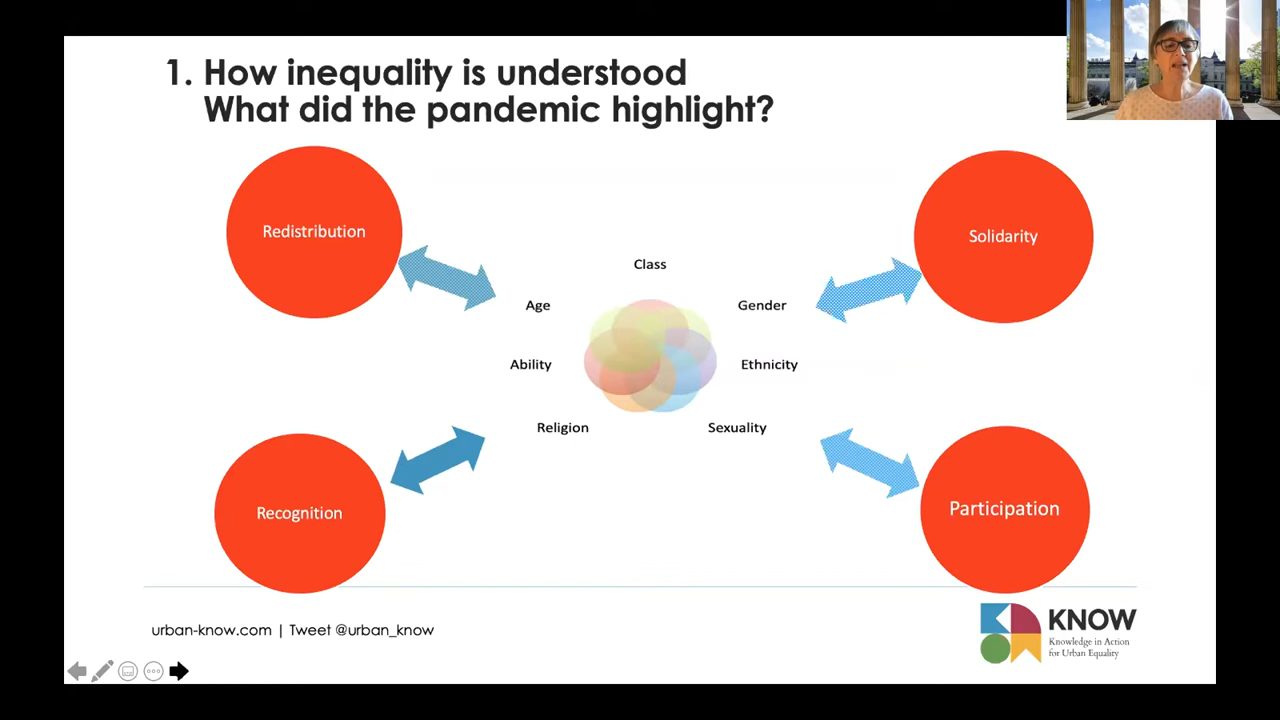 1. How inequality is understood
What did the pandemic highlight?
Redistribution
Solidarity
Class
Age
Gender
Ability
Ethnicity
Religion
Sexuality
Recognition
Participation
urban-know.com | Tweet @urban_know
KNOW
Knowledge in Action
for Urban Equality